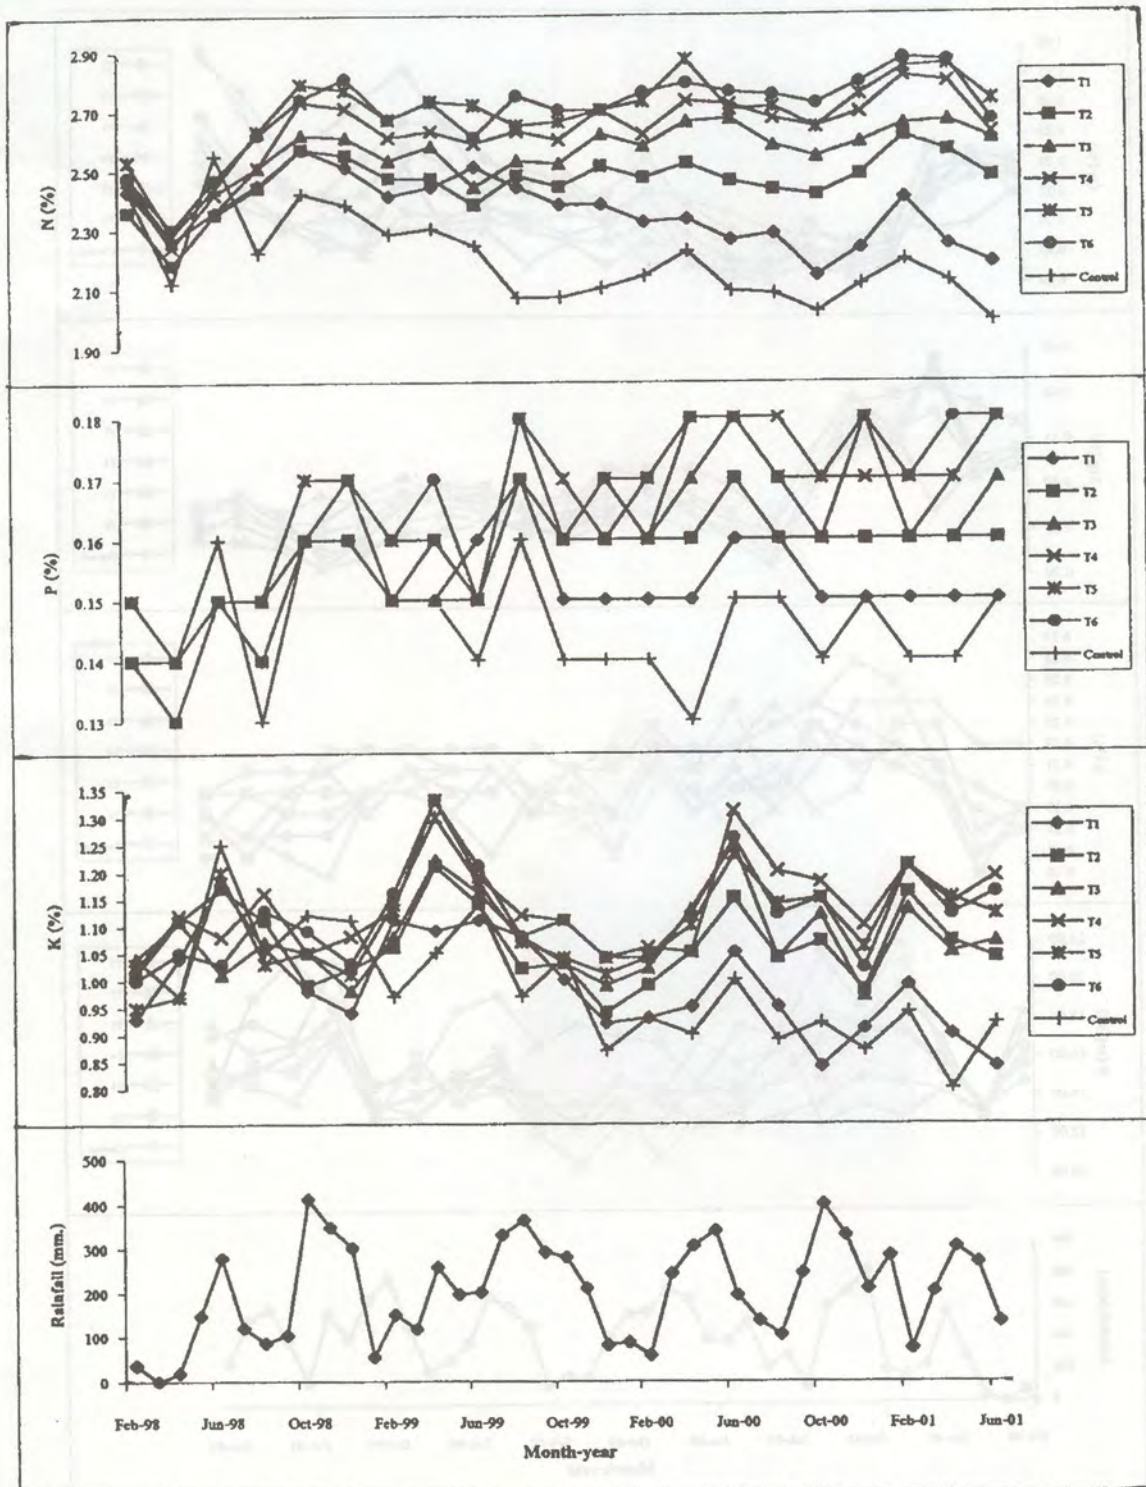 N (%)
2.90
2.70
2.50
2.30
2.10
1.90
T1
T2
T3
T4
T5
T6
Control
P (%)
0.18
0.17
0.16
0.15
0.14
0.13
T1
T2
T3
T4
T5
T6
Control
K (%)
1.35
1.30
1.25
1.20
1.15
1.10
1.05
1.00
0.95
0.90
0.85
0.80
T1
T2
T3
T4
T5
T6
Control
Rainfall (mm.)
500
400
300
200
100
0
Feb-98 Jun-98 Oct-98 Feb-99 Jun-99 Oct-99 Feb-00 Jun-00 Oct-00 Feb-01 Jun-01
Month-year